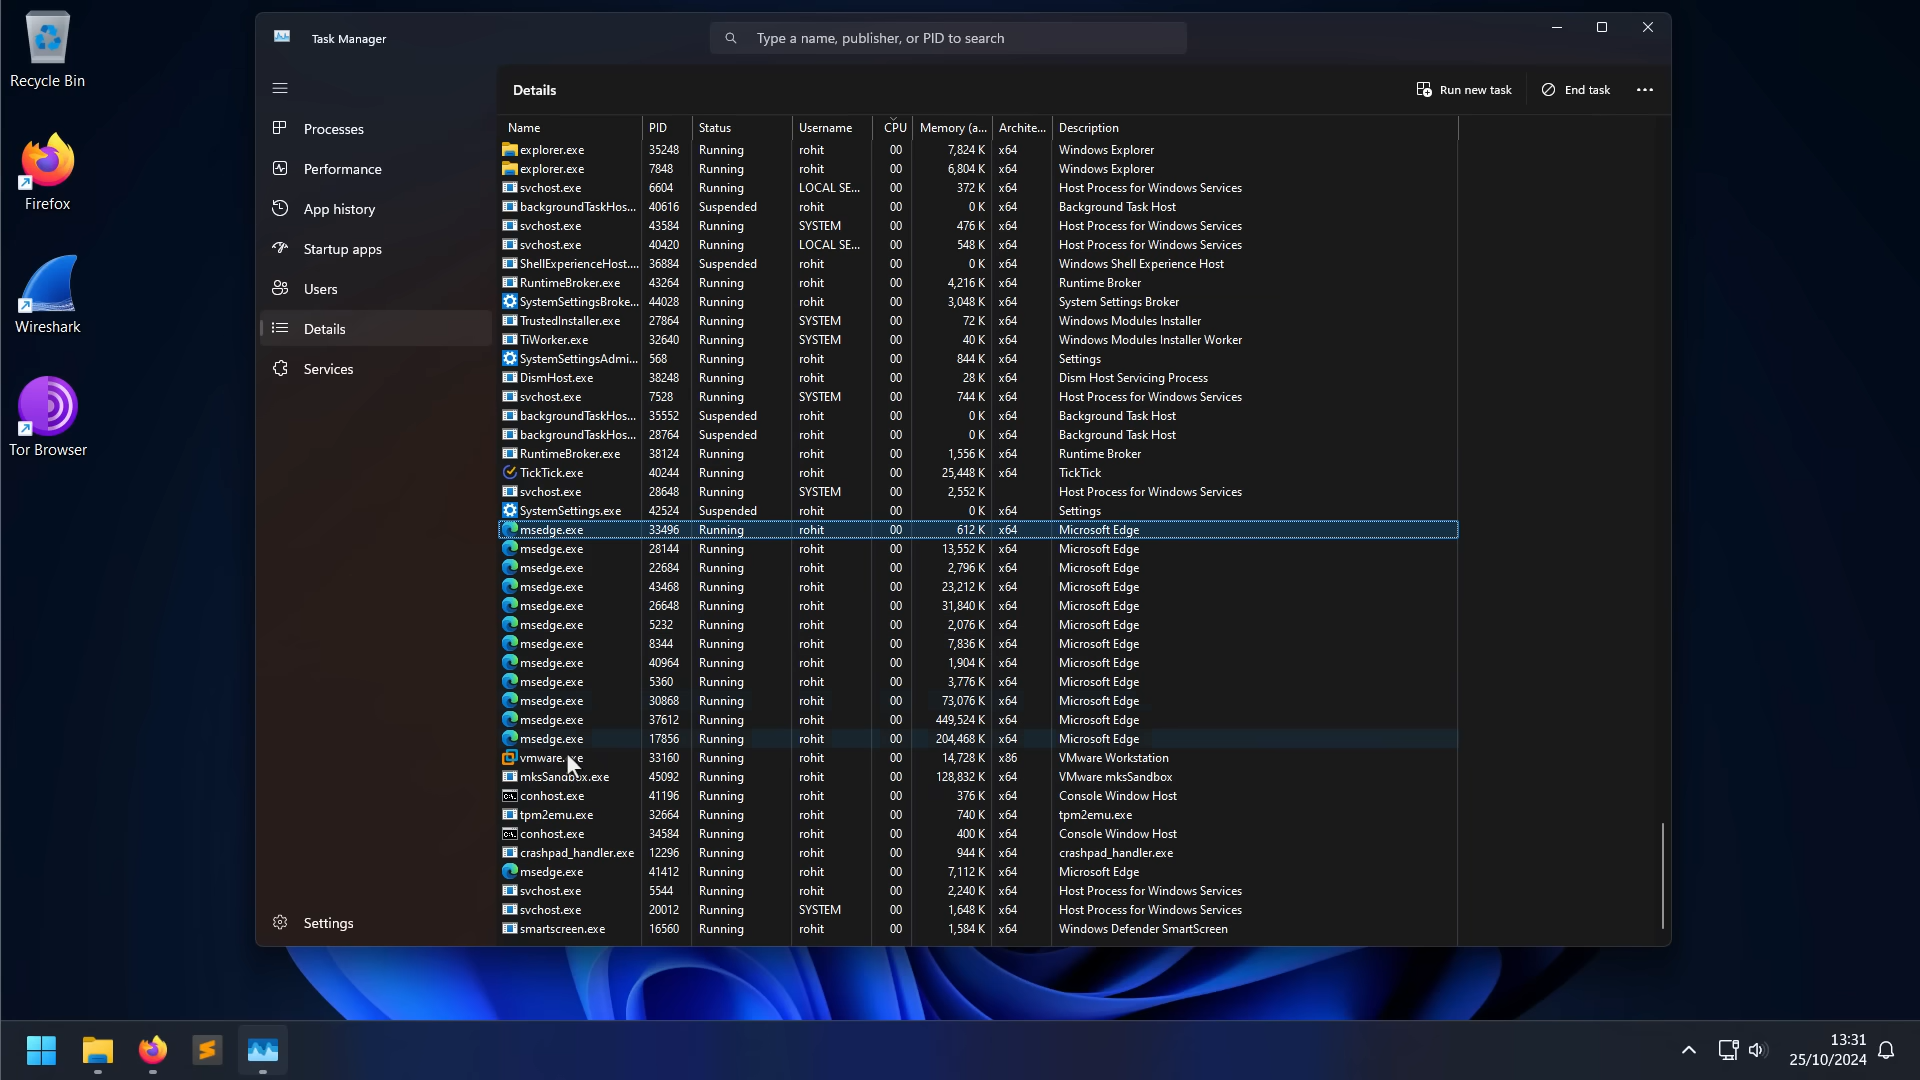 Recycle Bin
Firefox
Wireshark
Tor Browser
Task Manager
Type a name, publisher, or PID to search
Processes
Performance
App history
Startup apps
Users
Details
Services
Settings
Details
Run new task
End task
Name PID Status Username CPU Memory (a... Archite... Description
explorer.exe 35248 Running rohit 00 7,824 K x64 Windows Explorer
explorer.exe 7848 Running rohit 00 6,804 K x64 Windows Explorer
svchost.exe 6604 Running LOCAL SE... 00 372 K x64 Host Process for Windows Services
backgroundTaskHos... 40616 Suspended rohit 00 0 K x64 Background Task Host
svchost.exe 43584 Running SYSTEM 00 476 K x64 Host Process for Windows Services
svchost.exe 40420 Running LOCAL SE... 00 548 K x64 Host Process for Windows Services
ShellExperienceHost.... 36884 Suspended rohit 00 0 K x64 Windows Shell Experience Host
RuntimeBroker.exe 43264 Running rohit 00 4,216 K x64 Runtime Broker
SystemSettingsBroke... 44028 Running rohit 00 3,048 K x64 System Settings Broker
TrustedInstaller.exe 27864 Running SYSTEM 00 72 K x64 Windows Modules Installer
TiWorker.exe 32640 Running SYSTEM 00 40 K x64 Windows Modules Installer Worker
SystemSettingsAdmi... 568 Running rohit 00 844 K x64 Settings
DismHost.exe 38248 Running rohit 00 28 K x64 Dism Host Servicing Process
svchost.exe 7528 Running SYSTEM 00 744 K x64 Host Process for Windows Services
backgroundTaskHos... 35552 Suspended rohit 00 0 K x64 Background Task Host
backgroundTaskHos... 28764 Suspended rohit 00 0 K x64 Background Task Host
RuntimeBroker.exe 38124 Running rohit 00 1,556 K x64 Runtime Broker
TickTick.exe 40244 Running rohit 00 25,448 K x64 TickTick
svchost.exe 28648 Running SYSTEM 00 2,552 K Host Process for Windows Services
SystemSettings.exe 42524 Suspended rohit 00 0 K x64 Settings
msedge.exe 33496 Running rohit 00 612 K x64 Microsoft Edge
msedge.exe 28144 Running rohit 00 13,552 K x64 Microsoft Edge
msedge.exe 22684 Running rohit 00 2,796 K x64 Microsoft Edge
msedge.exe 43468 Running rohit 00 23,212 K x64 Microsoft Edge
msedge.exe 26648 Running rohit 00 31,840 K x64 Microsoft Edge
msedge.exe 5232 Running rohit 00 2,076 K x64 Microsoft Edge
msedge.exe 8344 Running rohit 00 7,836 K x64 Microsoft Edge
msedge.exe 40964 Running rohit 00 1,904 K x64 Microsoft Edge
msedge.exe 5360 Running rohit 00 3,776 K x64 Microsoft Edge
msedge.exe 30868 Running rohit 00 73,076 K x64 Microsoft Edge
msedge.exe 37612 Running rohit 00 449,524 K x64 Microsoft Edge
msedge.exe 17856 Running rohit 00 204,468 K x64 Microsoft Edge
vmware.exe 33160 Running rohit 00 14,728 K x86 VMware Workstation
mksSandbox.exe 45092 Running rohit 00 128,832 K x64 VMware mksSandbox
conhost.exe 41196 Running rohit 00 376 K x64 Console Window Host
tpm2emu.exe 32664 Running rohit 00 740 K x64 tpm2emu.exe
conhost.exe 34584 Running rohit 00 400 K x64 Console Window Host
crashpad_handler.exe 12296 Running rohit 00 944 K x64 crashpad_handler.exe
msedge.exe 41412 Running rohit 00 7,112 K x64 Microsoft Edge
svchost.exe 5544 Running rohit 00 2,240 K x64 Host Process for Windows Services
svchost.exe 20012 Running SYSTEM 00 1,648 K x64 Host Process for Windows Services
smartscreen.exe 16560 Running rohit 00 1,584 K x64 Windows Defender SmartScreen
13:31
25/10/2024